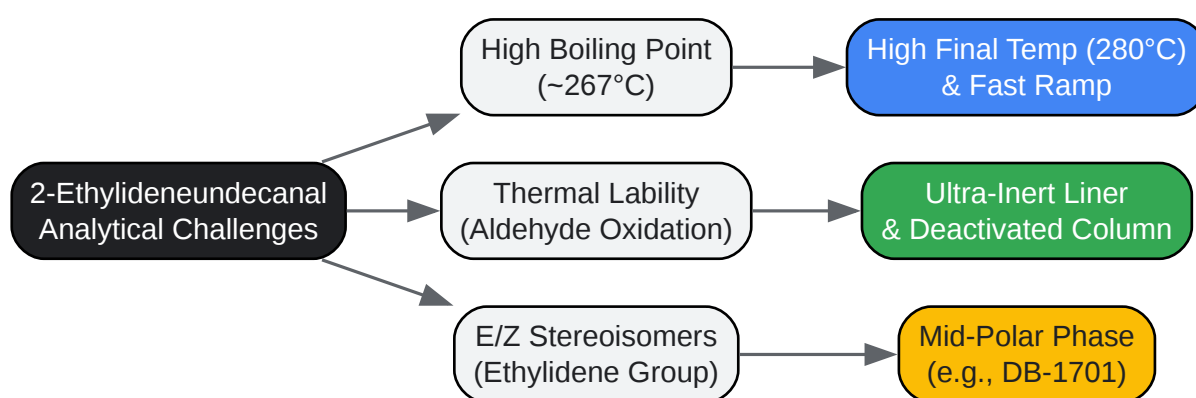 High Boiling Point
(~267°C)
High Final Temp (280°C)
& Fast Ramp
2-Ethylideneundecanal
Analytical Challenges
Thermal Lability
(Aldehyde Oxidation)
Ultra-Inert Liner
& Deactivated Column
E/Z Stereoisomers
(Ethylidene Group)
Mid-Polar Phase
(e.g., DB-1701)